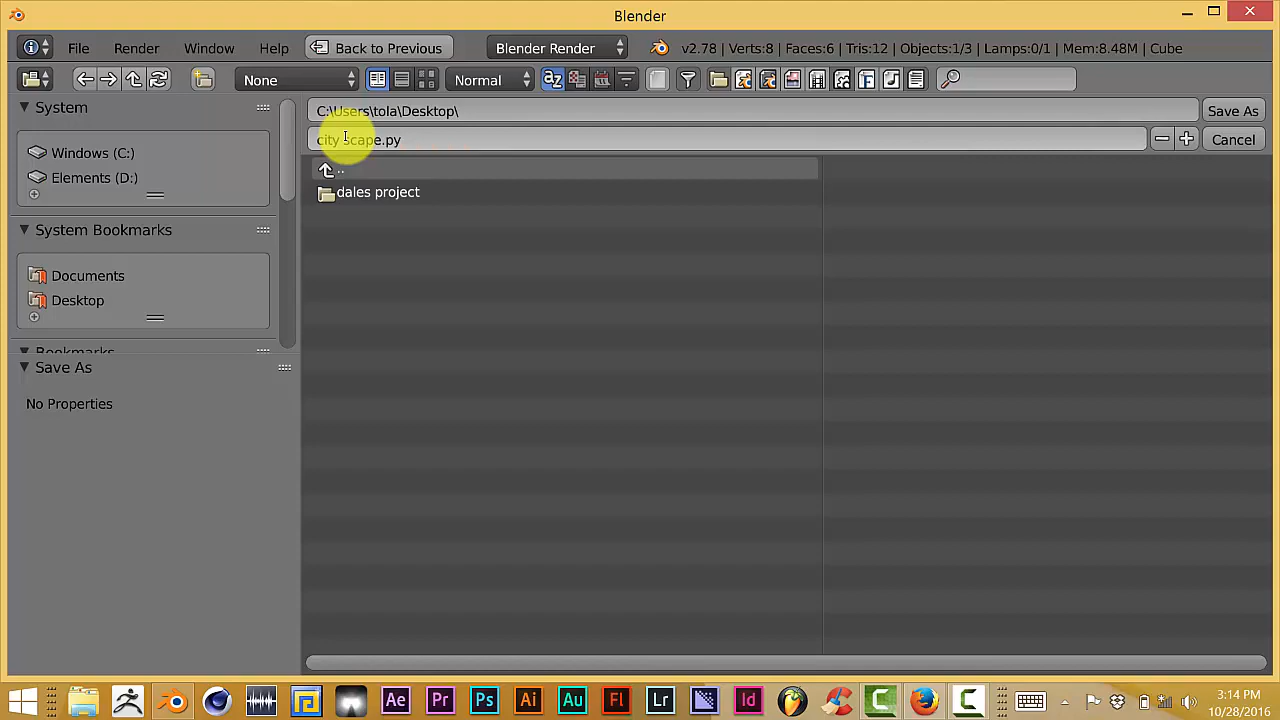 Blender
File Render Window Help Back to Previous Blender Render v2.78 | Verts:8 | Faces:6 | Tris:12 | Objects:1/3 | Lamps:0/1 | Mem:8.48M | Cube
None Normal
System
C:\Users\tola\Desktop\ Save As
city scape.py Cancel
Windows (C:)
..
Elements (D:)
dales project
System Bookmarks
Documents
Desktop
Bookmarks
Save As
No Properties
Ae Pr Ps Ai Au Fl Lr Id
3:14 PM
10/28/2016